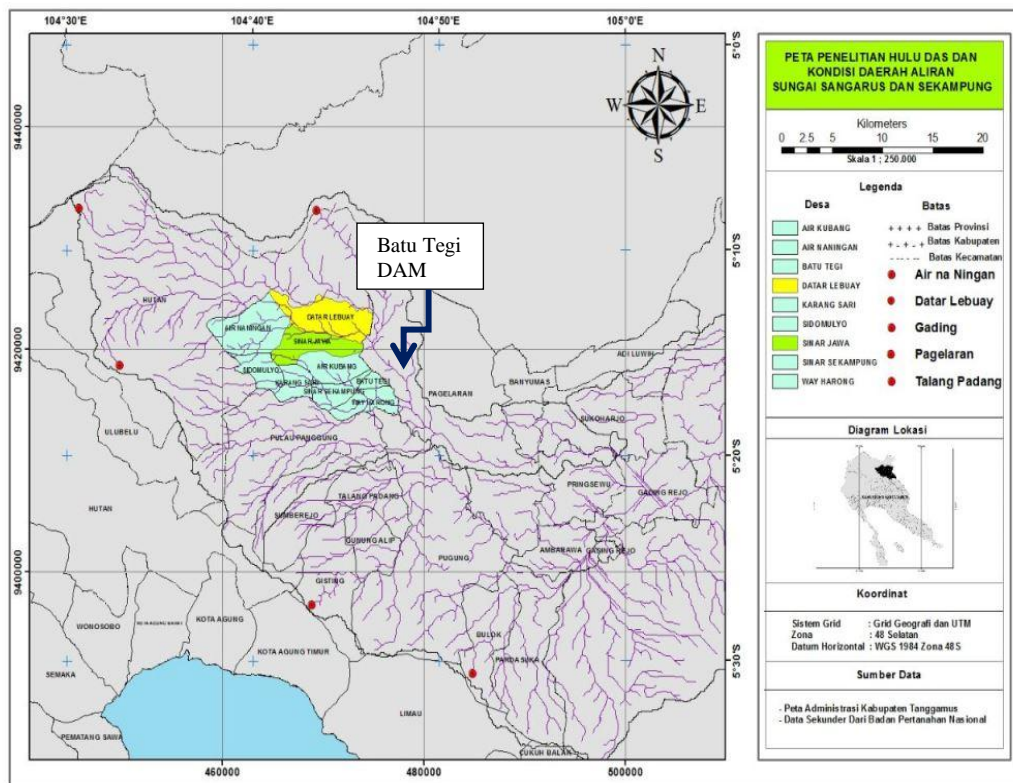 104°30'E 104°40'E 104°50'E 105°0'E
5°0'S
5°10'S
5°20'S
5°30'S
9440000
9420000
9400000
460000 480000 500000
N
W E
S
Batu Tegi
DAM
HUTAN
DATAR LEBUAY
AIR NANINGAN
SINAR JAWA
SIDOMULYO
AIR KUBANG
KARANG SARI
BATU TEGI
SINAR SEKAMPUNG
WAY HARONG
PAGELARAN
BANYUMAS
ADI LUWIH
SUKOHARJO
ULUBELU
PULAU PANGGUNG
HUTAN
TALANG PADANG
SUMBEREJO
GUNUNG ALIP
PUGUNG
PRINGSEWU
GADING REJO
AMBARAWA
GADING REJO
GISTING
WONOSOBO
KOTA AGUNG
KOTA AGUNG TIMUR
BULOK
PARDASUKA
SEMAKA
LIMAU
PEMATANG SAWA
CUKUH BALAK
PETA PENELITIAN HULU DAS DAN
KONDISI DAERAH ALIRAN
SUNGAI SANGARUS DAN SEKAMPUNG
Kilometers
0 2.5 5 10 15 20
Skala 1 : 250.000
Legenda
Desa
AIR KUBANG
AIR NANINGAN
BATU TEGI
DATAR LEBUAY
KARANG SARI
SIDOMULYO
SINAR JAWA
SINAR SEKAMPUNG
WAY HARONG
Batas
Batas Provinsi
Batas Kabupaten
Batas Kecamatan
Air na Ningan
Datar Lebuay
Gading
Pagelaran
Talang Padang
Diagram Lokasi
Koordinat
Sistem Grid : Grid Geografi dan UTM
Zona : 48 Selatan
Datum Horizontal : WGS 1984 Zona 48S
Sumber Data
- Peta Administrasi Kabupaten Tanggamus
- Data Sekunder Dari Badan Pertanahan Nasional